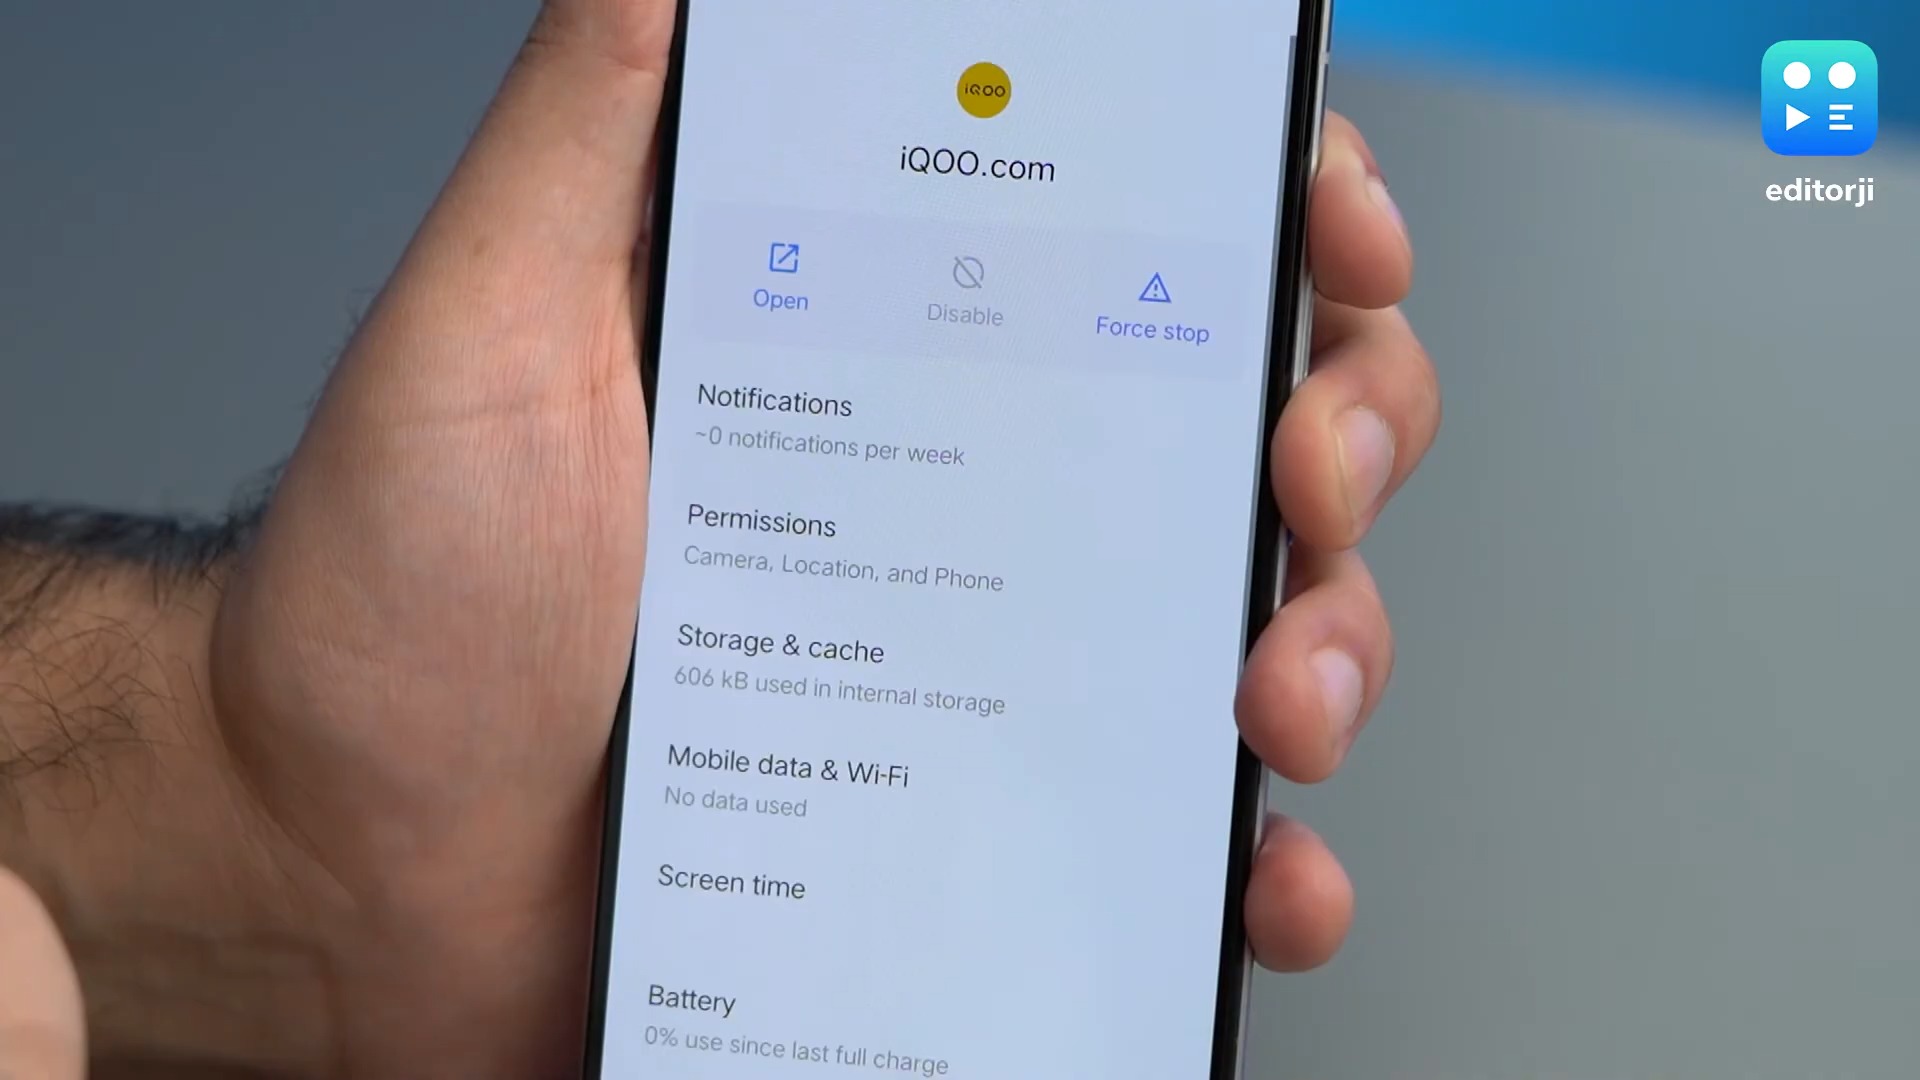 iQOO
iQOO.com
editorji
Open
Disable
Force stop
Notifications
~0 notifications per week
Permissions
Camera, Location, and Phone
Storage & cache
606 kB used in internal storage
Mobile data & Wi-Fi
No data used
Screen time
Battery
0% use since last full charge